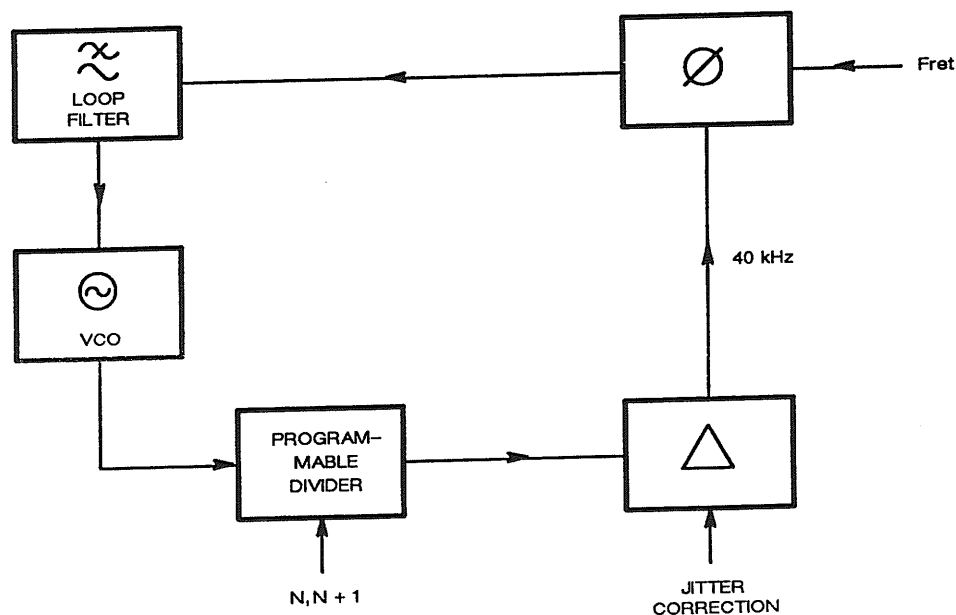 LOOP
FILTER
Fret
40 kHz
VCO
PROGRAM-
MABLE
DIVIDER
N, N + 1
JITTER
CORRECTION